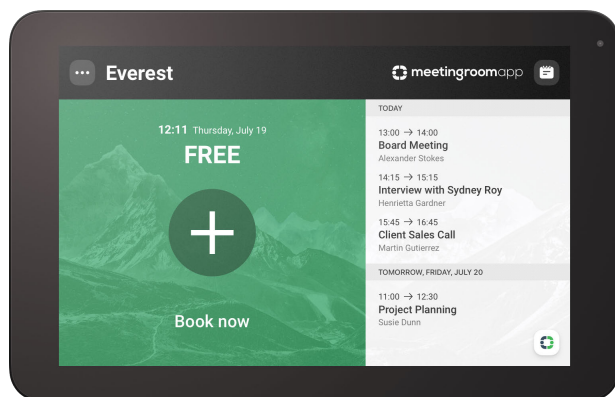 Everest
meetingroomapp
12:11 Thursday, July 19
FREE
Book now
TODAY
13:00 → 14:00
Board Meeting
Alexander Stokes
14:15 → 15:15
Interview with Sydney Roy
Henrietta Gardner
15:45 → 16:45
Client Sales Call
Martin Gutierrez
TOMORROW, FRIDAY, JULY 20
11:00 → 12:30
Project Planning
Susie Dunn